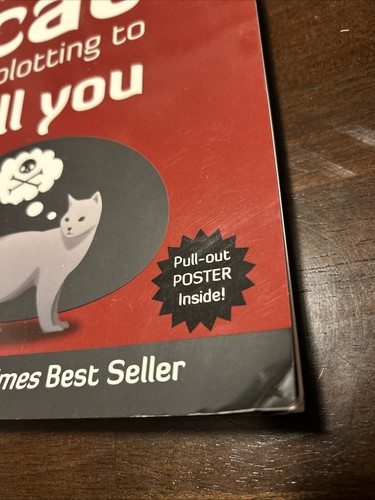 cat
plotting to
ll you
Pull-out
POSTER
Inside!
imes Best Seller